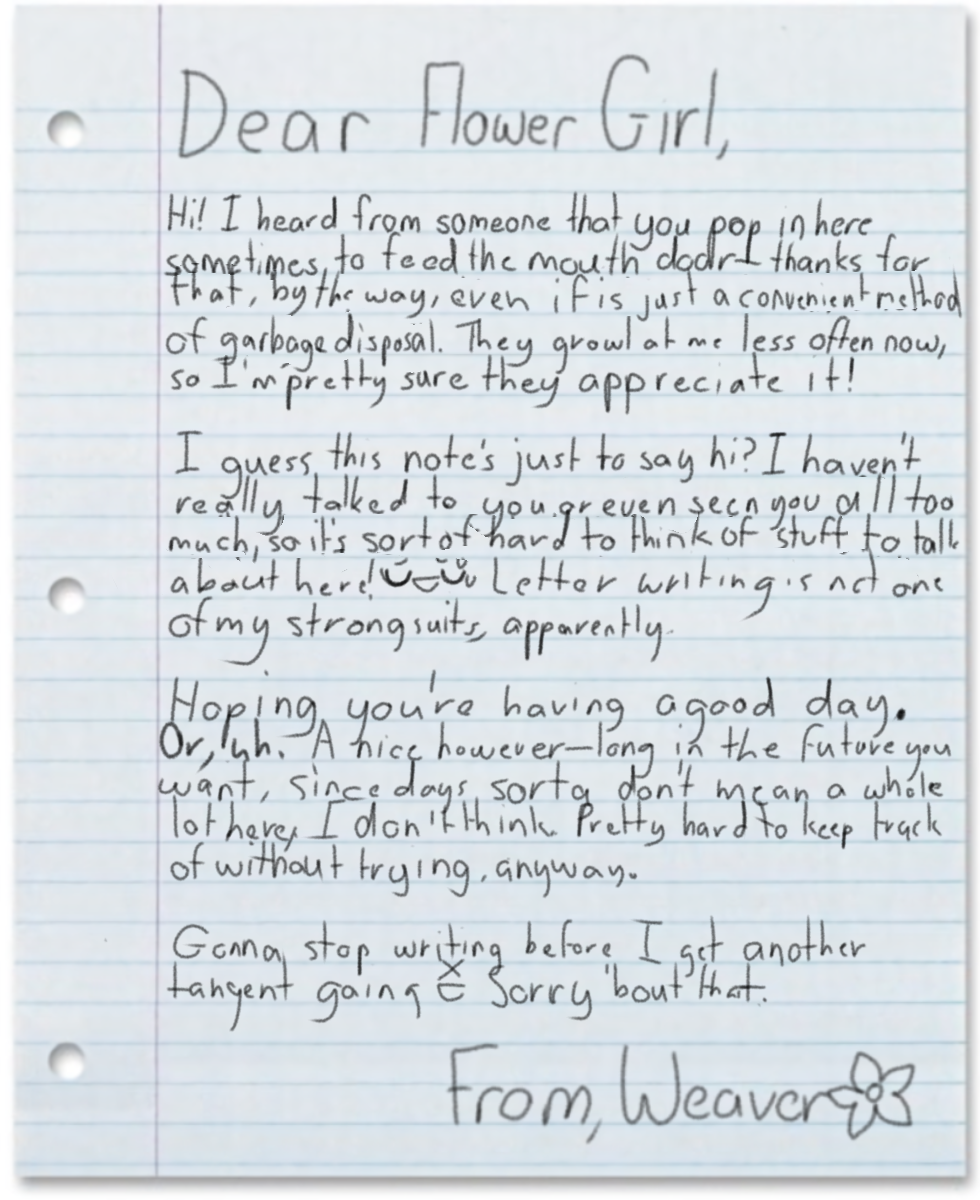 Dear Flower Girl,
Hi! I heard from someone that you pop in here
sometimes, to feed the mouth door— thanks for
that, by the way, even if is just a convenient method
of garbage disposal. They growl at me less often now,
so I'm pretty sure they appreciate it!
I guess this note's just to say hi? I haven't
really talked to you or even seen you all too
much, so it's sort of hard to think of stuff to talk
about here! Letter writing is not one
of my strong suits, apparently.
Hoping you're having a good day.
Or, uh. A nice however-long in the future you
want, since days sorta don't mean a whole
lot here, I don't think. Pretty hard to keep track
of without trying, anyway.
Gonna stop writing before I get another
tangent going Sorry 'bout that.
From, Weaver